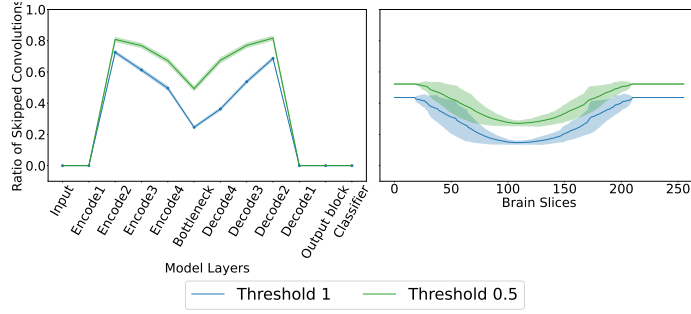 Ratio of Skipped Convolutions
1.0
0.8
0.6
0.4
0.2
0.0
Input
Encode1
Encode2
Encode3
Encode4
Bottleneck
Decode4
Decode3
Decode2
Decode1
Output block
Classifier
Model Layers
0
50
100
150
200
250
Brain Slices
Threshold 1
Threshold 0.5